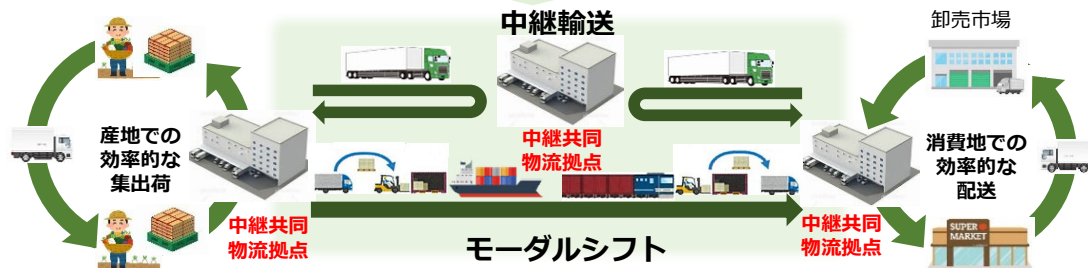 中継輸送
卸売市場
産地での
効率的な
集出荷
中継共同
物流拠点
中継共同
物流拠点
消費地での
効率的な
配送
中継共同
物流拠点
SUPER
MARKET
モーダルシフト